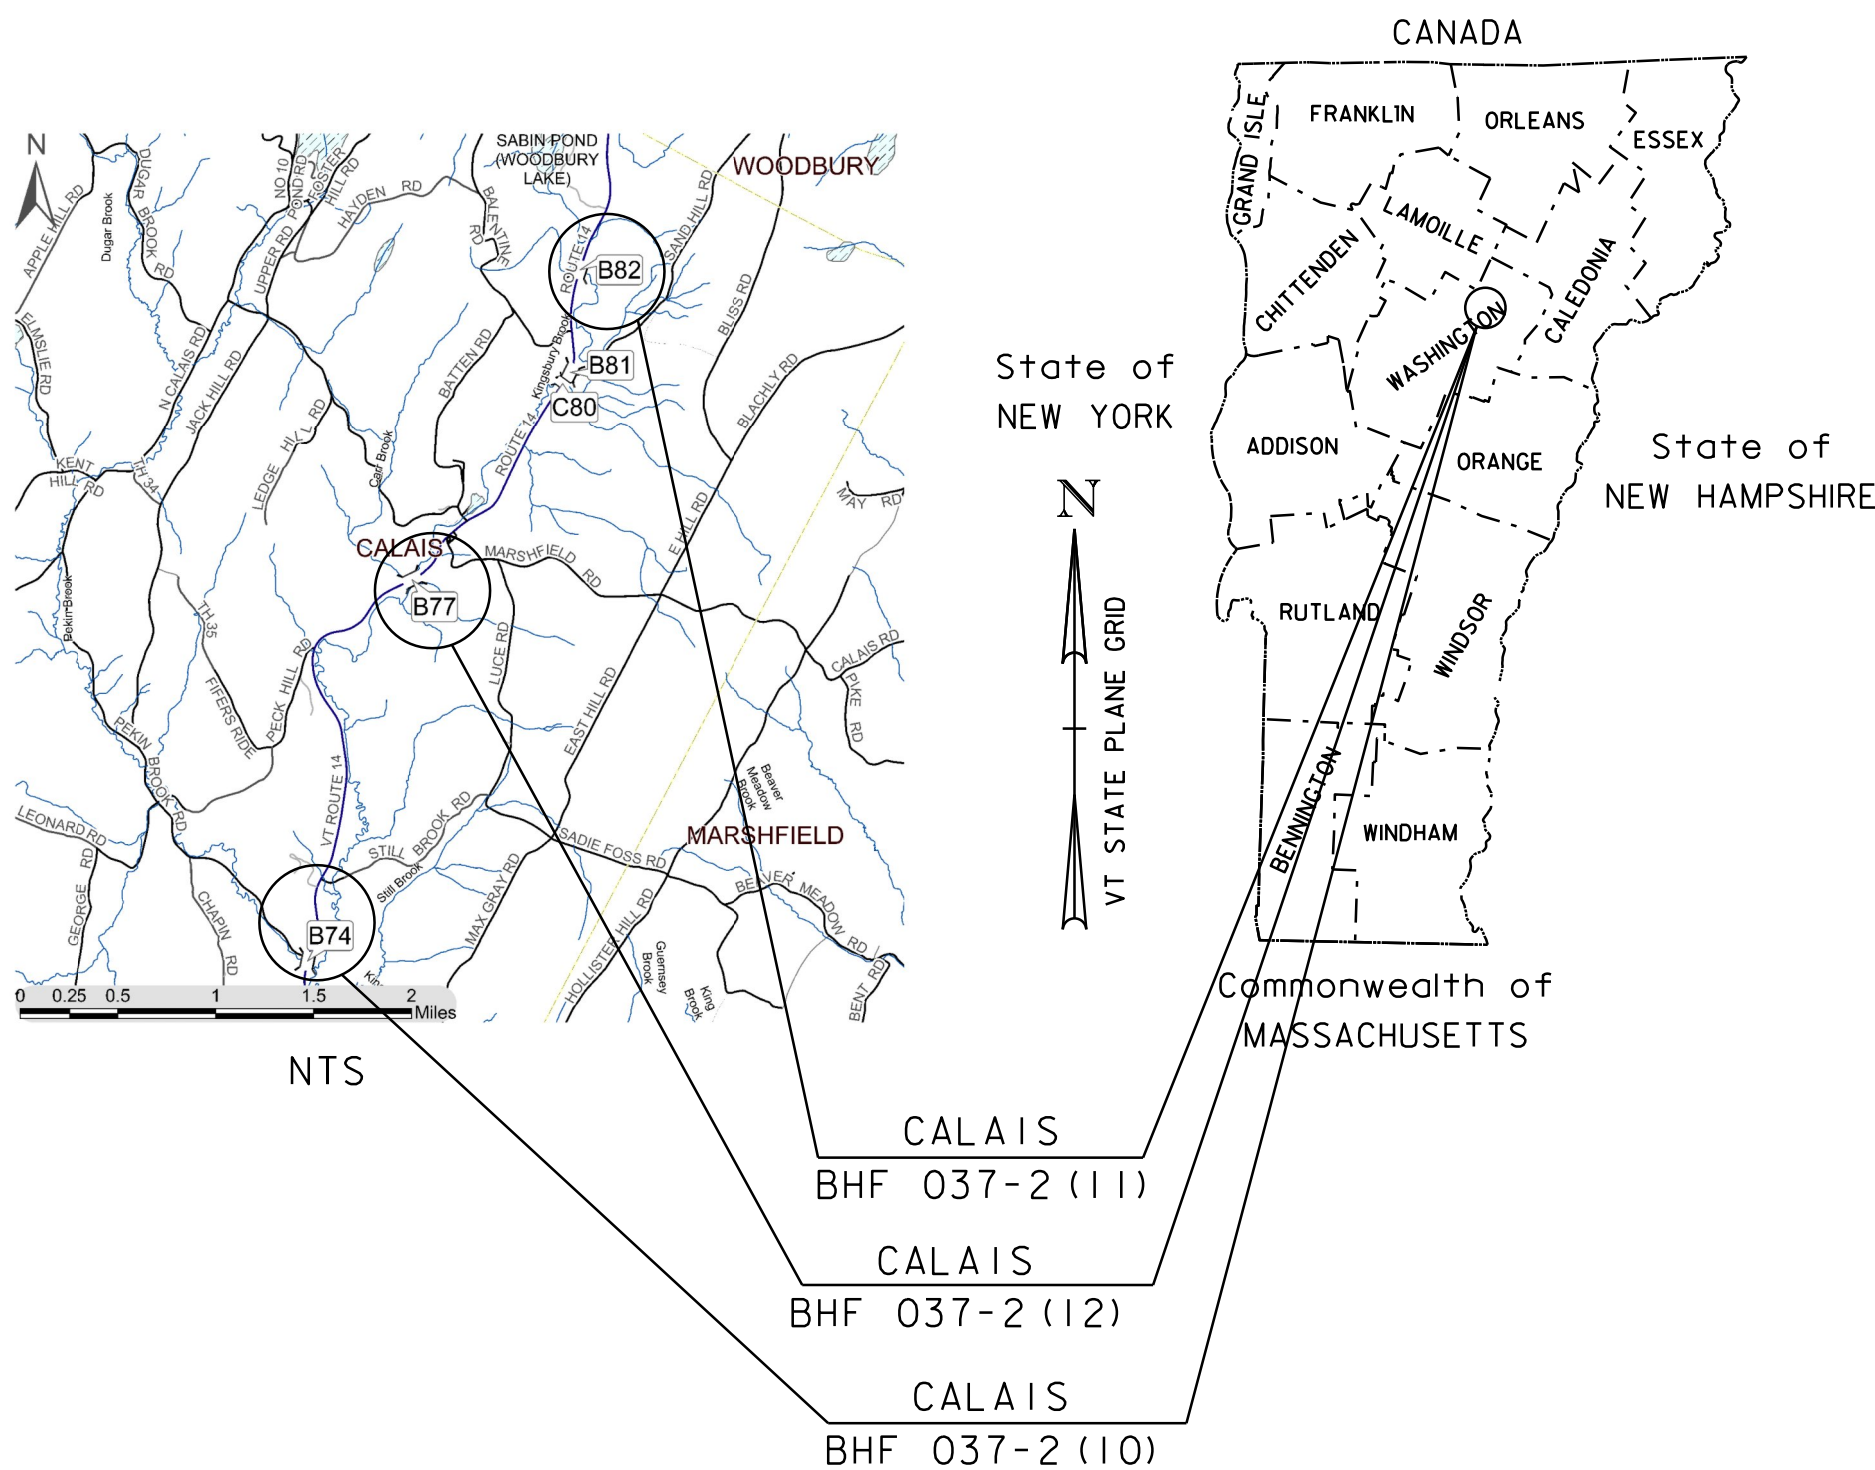 CANADA
GRAND ISLE
FRANKLIN
ORLEANS
ESSEX
LAMOILLE
CHITTENDEN
CALEDONIA
WASHINGTON
State of
NEW YORK
ADDISON
ORANGE
State of
NEW HAMPSHIRE
RUTLAND
WINDSOR
BENNINGTON
WINDHAM
Commonwealth of
MASSACHUSETTS
N
VT STATE PLANE GRID
N
SABIN POND
(WOODBURY
LAKE)
WOODBURY
APPLE HILL RD
Dugar Brook
DUGAR BROOK
RD
NO 10
POND RD
FOSTER
HILL RD
HAYDEN RD
BALENTINE
RD
UPPER RD
ROUTE 14
B82
SAND HILL RD
BLISS RD
ELMSLIE RD
N CALAIS RD
JACK HILL RD
BATTEN RD
Kingsbury Brook
B81
C80
BLACHLY RD
LEDGE HILL RD
Carr Brook
ROUTE 14
KENT
HILL RD
TH 34
MAY RD
E HILL RD
CALAIS
MARSHFIELD
RD
B77
Pekin Brook
TH 35
LUCE RD
CALAIS RD
PIKE RD
PECK HILL RD
FIFERS RIDE
EAST HILL RD
PEKIN
BROOK RD
VT ROUTE 14
Beaver
Meadow
Brook
LEONARD RD
STILL BROOK RD
Still Brook
SADIE FOSS RD
MARSHFIELD
GEORGE RD
CHAPIN RD
MAX GRAY RD
BEAVER MEADOW RD
B74
HOLLISTER HILL RD
Guernsey
Brook
King
Brook
BENT RD
0 0.25 0.5 1 1.5 2
Miles
NTS
CALAIS
BHF 037-2 (11)
CALAIS
BHF 037-2 (12)
CALAIS
BHF 037-2 (10)